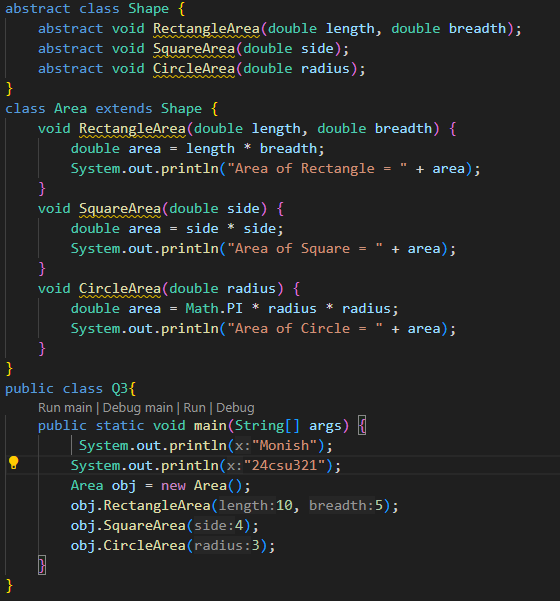 abstract class Shape {
    abstract void RectangleArea(double length, double breadth);
    abstract void SquareArea(double side);
    abstract void CircleArea(double radius);
}
class Area extends Shape {
    void RectangleArea(double length, double breadth) {
        double area = length * breadth;
        System.out.println("Area of Rectangle = " + area);
    }
    void SquareArea(double side) {
        double area = side * side;
        System.out.println("Area of Square = " + area);
    }
    void CircleArea(double radius) {
        double area = Math.PI * radius * radius;
        System.out.println("Area of Circle = " + area);
    }
}
public class Q3{
    Run main | Debug main | Run | Debug
    public static void main(String[] args) {
         System.out.println(x:"Monish");
        System.out.println(x:"24csu321");
        Area obj = new Area();
        obj.RectangleArea(length:10, breadth:5);
        obj.SquareArea(side:4);
        obj.CircleArea(radius:3);
    }
}